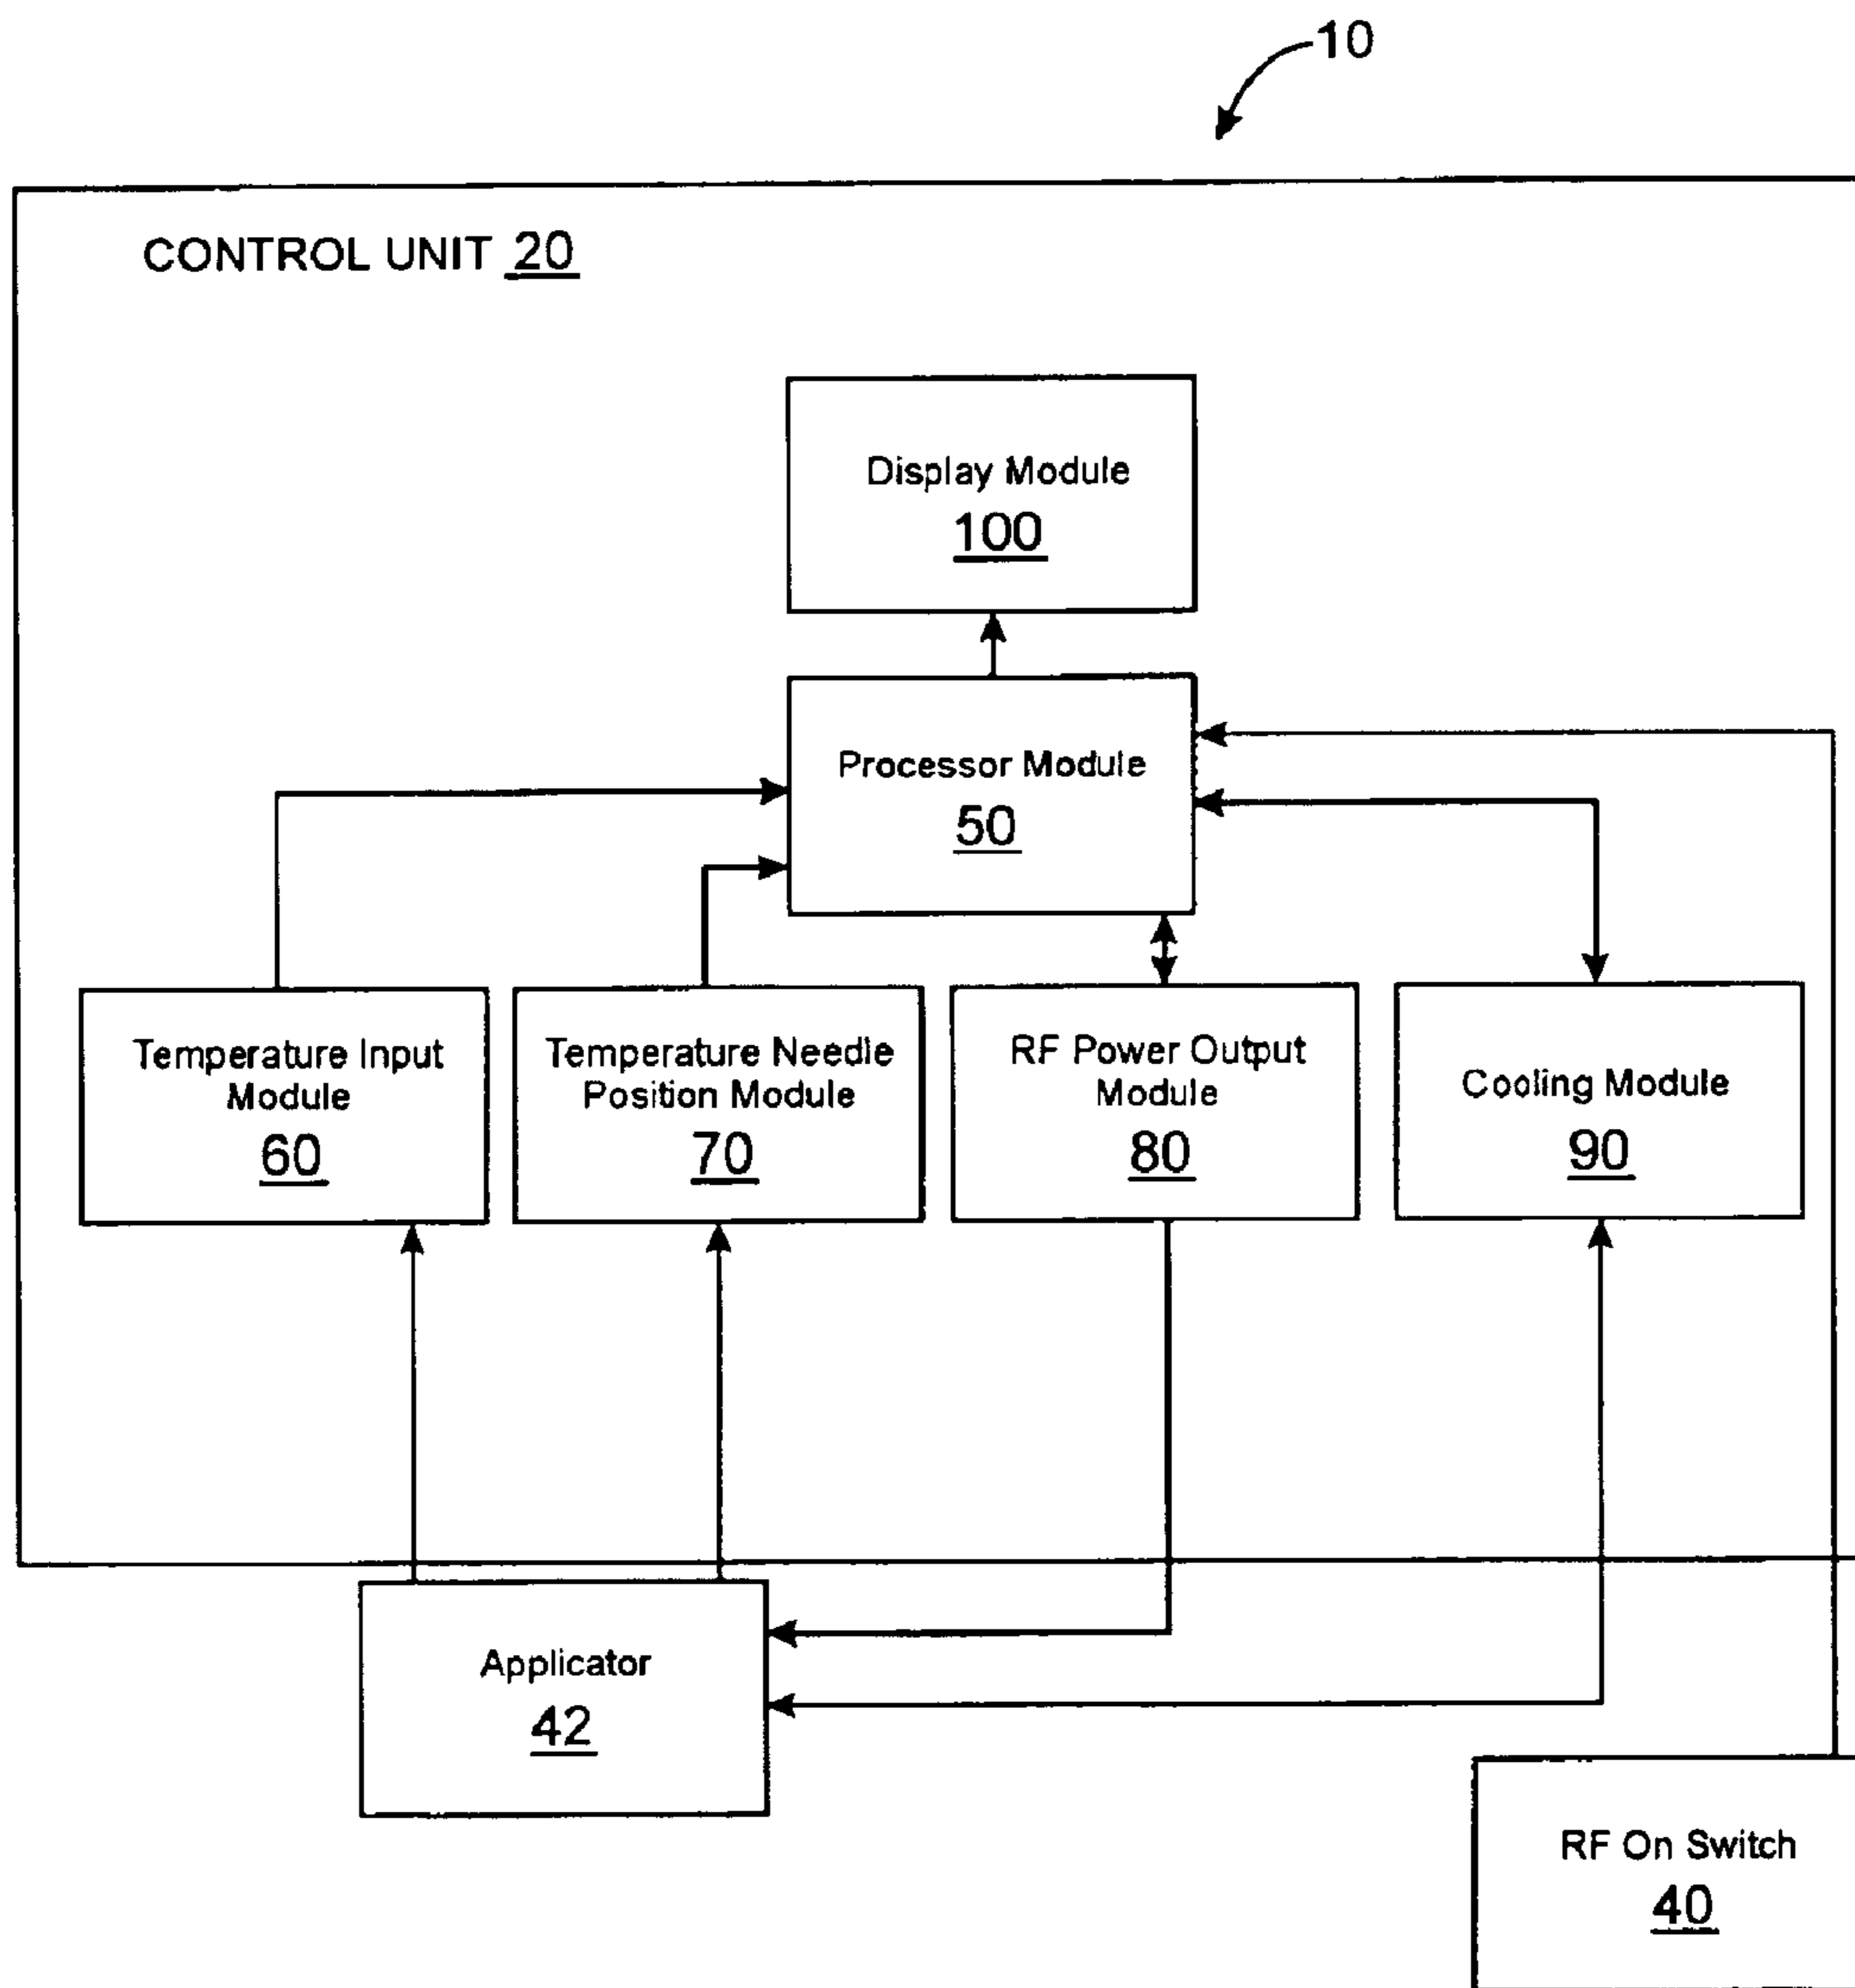 10
CONTROL UNIT 20
Display Module
100
Processor Module
50
Temperature Input
Module
60
Temperature Needle
Position Module
70
RF Power Output
Module
80
Cooling Module
90
Applicator
42
RF On Switch
40